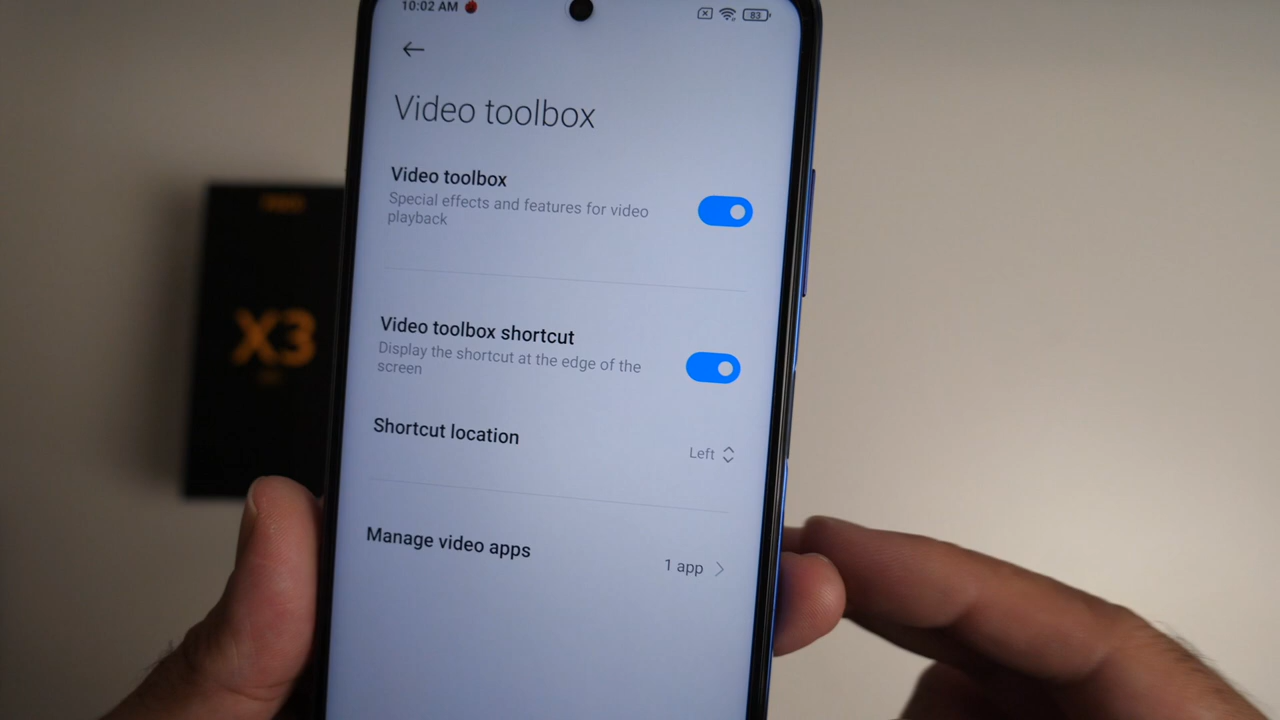 10:02 AM
83
Video toolbox
Video toolbox
Special effects and features for video
playback
Video toolbox shortcut
Display the shortcut at the edge of the
screen
Shortcut location
Left
Manage video apps
1 app
X3